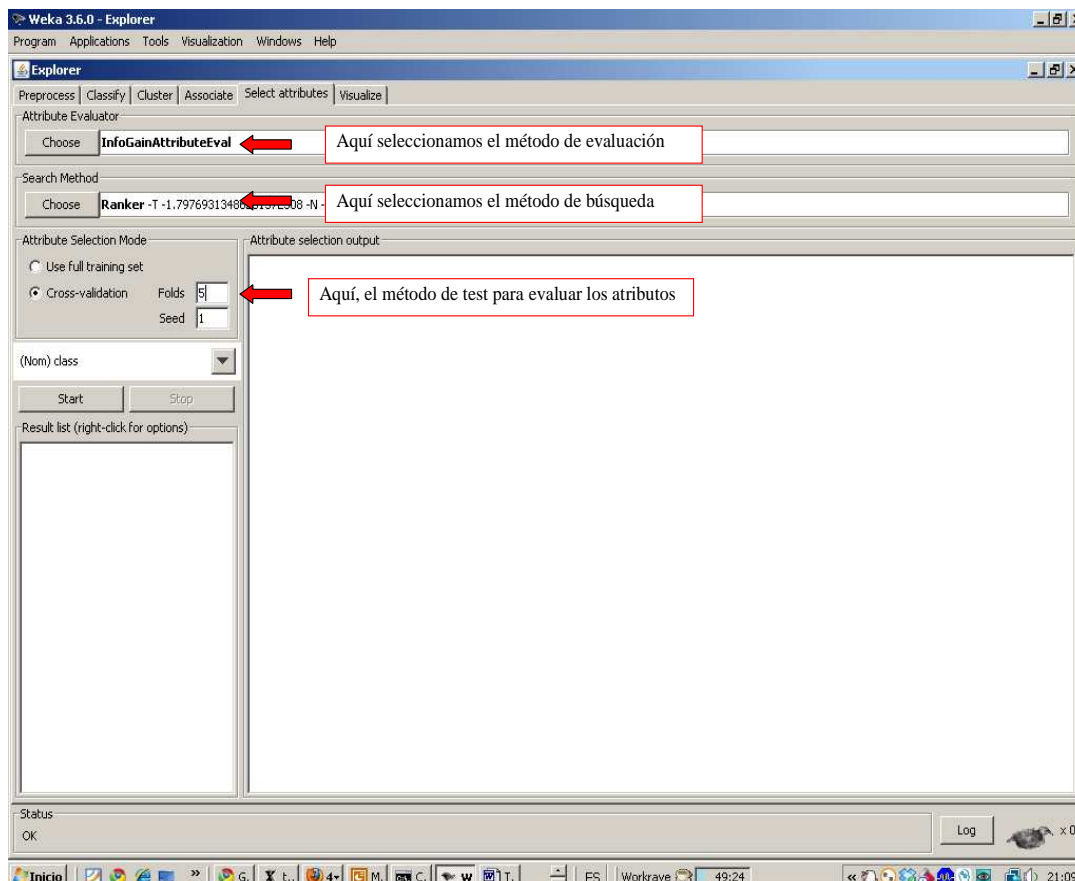 Weka 3.6.0 - Explorer
Program Applications Tools Visualization Windows Help
Explorer
Preprocess Classify Cluster Associate Select attributes Visualize
Attribute Evaluator
Choose InfoGainAttributeEval
Aquí seleccionamos el método de evaluación
Search Method
Choose Ranker -T -1.7976931348 -N -
Aquí seleccionamos el método de búsqueda
Attribute Selection Mode
Attribute selection output
Use full training set
Cross-validation Folds 5
Seed 1
Aquí, el método de test para evaluar los atributos
(Nom) class
Start Stop
Result list (right-click for options)
Status
OK
Log x 0
Inicio » G. t.. 4 M. C. W T. ES Workrave 49:24 « 21:09